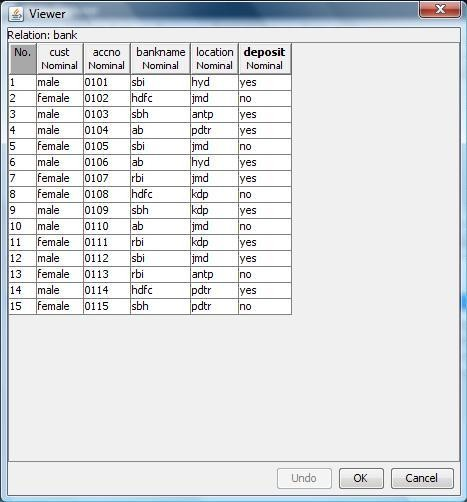 Viewer
Relation: bank
No. cust accno bankname location deposit
Nominal Nominal Nominal Nominal Nominal
1 male 0101 sbi hyd yes
2 female 0102 hdfc jmd no
3 male 0103 sbh antp yes
4 male 0104 ab pdtr yes
5 female 0105 sbi jmd no
6 male 0106 ab hyd yes
7 female 0107 rbi jmd yes
8 female 0108 hdfc kdp no
9 male 0109 sbh kdp yes
10 male 0110 ab jmd no
11 female 0111 rbi kdp yes
12 male 0112 sbi jmd yes
13 female 0113 rbi antp no
14 male 0114 hdfc pdtr yes
15 female 0115 sbh pdtr no
Undo OK Cancel